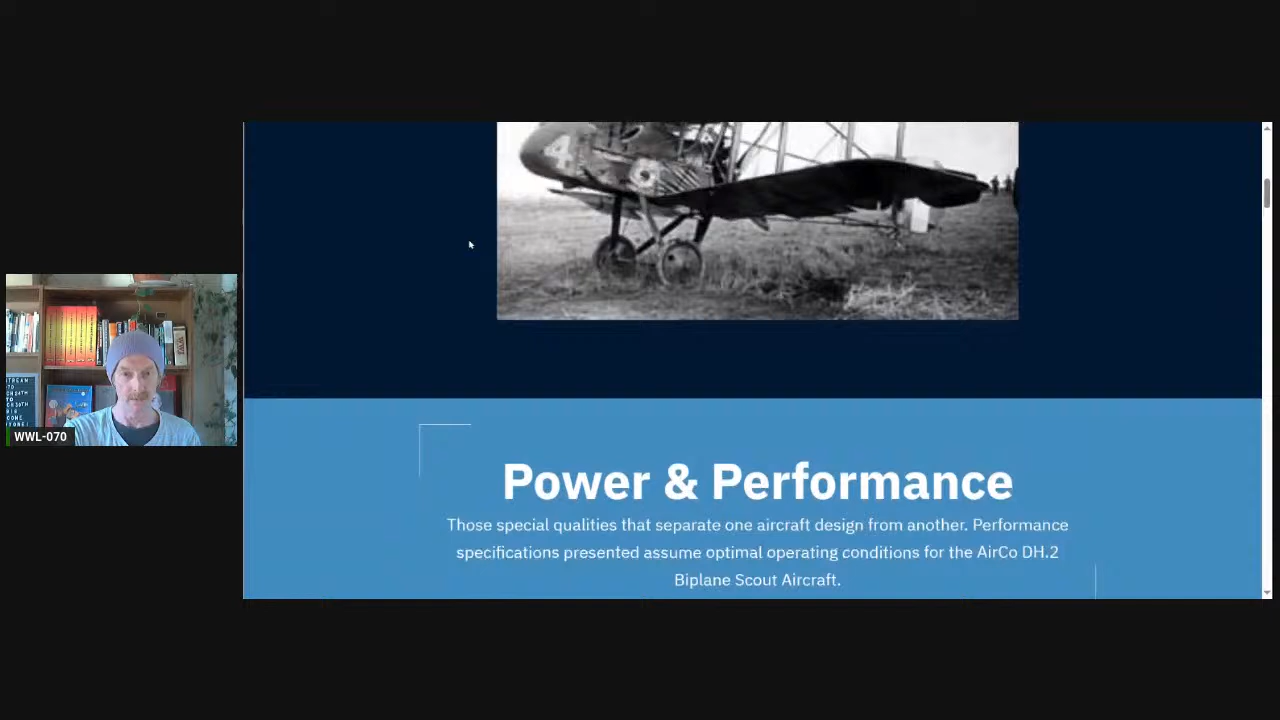 4
Power & Performance
Those special qualities that separate one aircraft design from another. Performance
specifications presented assume optimal operating conditions for the AirCo DH.2
Biplane Scout Aircraft.
WWL-070